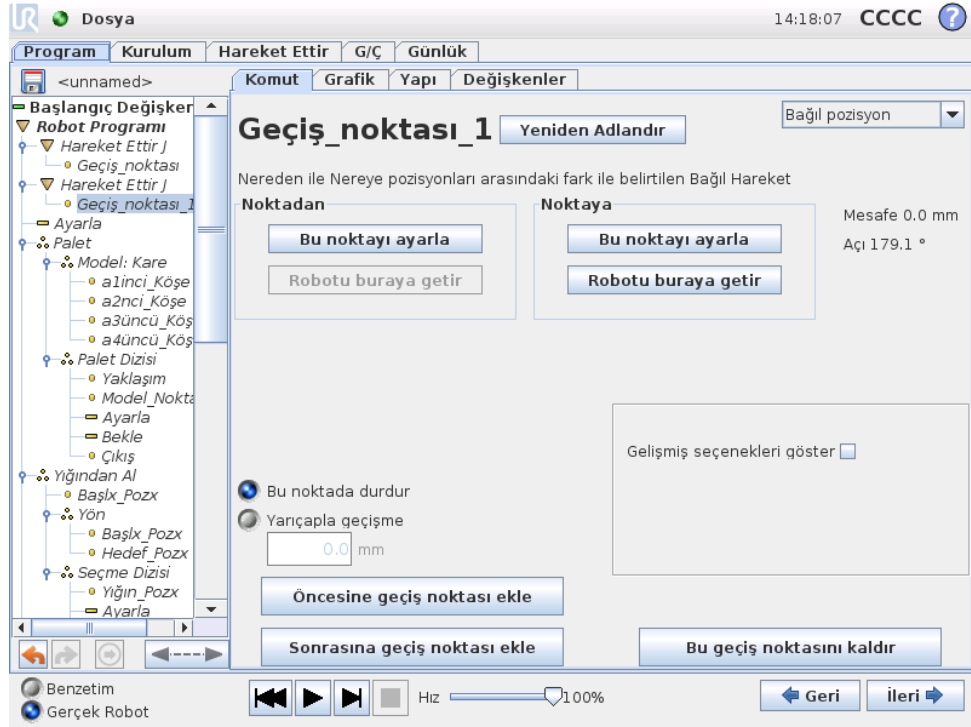 UR Dosya 14:18:07 CCCC ?
Program Kurulum Hareket Ettir G/Ç Günlük
<unnamed>
Komut Grafik Yapı Değişkenler
Başlangıç Değişker
Robot Programı
Hareket Ettir J
Geçiş_noktası
Hareket Ettir J
Geçiş_noktası_1
Ayarla
Palet
Model: Kare
a1inci_Köşe
a2nci_Köşe
a3üncü_Köş
a4üncü_Köş
Palet Dizisi
Yaklaşım
Model_Nokta
Ayarla
Bekle
Çıkış
Yığından Al
Başlx_Pozx
Yön
Başlx_Pozx
Hedef_Pozx
Seçme Dizisi
Yığın_Pozx
Ayarla
Geçiş_noktası_1 Yeniden Adlandır
Bağıl pozisyon
Nereden ile Nereye pozisyonları arasındaki fark ile belirtilen Bağıl Hareket
Noktadan
Bu noktayı ayarla
Robotu buraya getir
Noktaya
Bu noktayı ayarla
Robotu buraya getir
Mesafe 0.0 mm
Açı 179.1 °
Gelişmiş seçenekleri göster
Bu noktada durdur
Yarıçapla geçişme
0.0 mm
Öncesine geçiş noktası ekle
Sonrasına geçiş noktası ekle
Bu geçiş noktasını kaldır
Benzetim
Gerçek Robot
Hız 100%
Geri
İleri